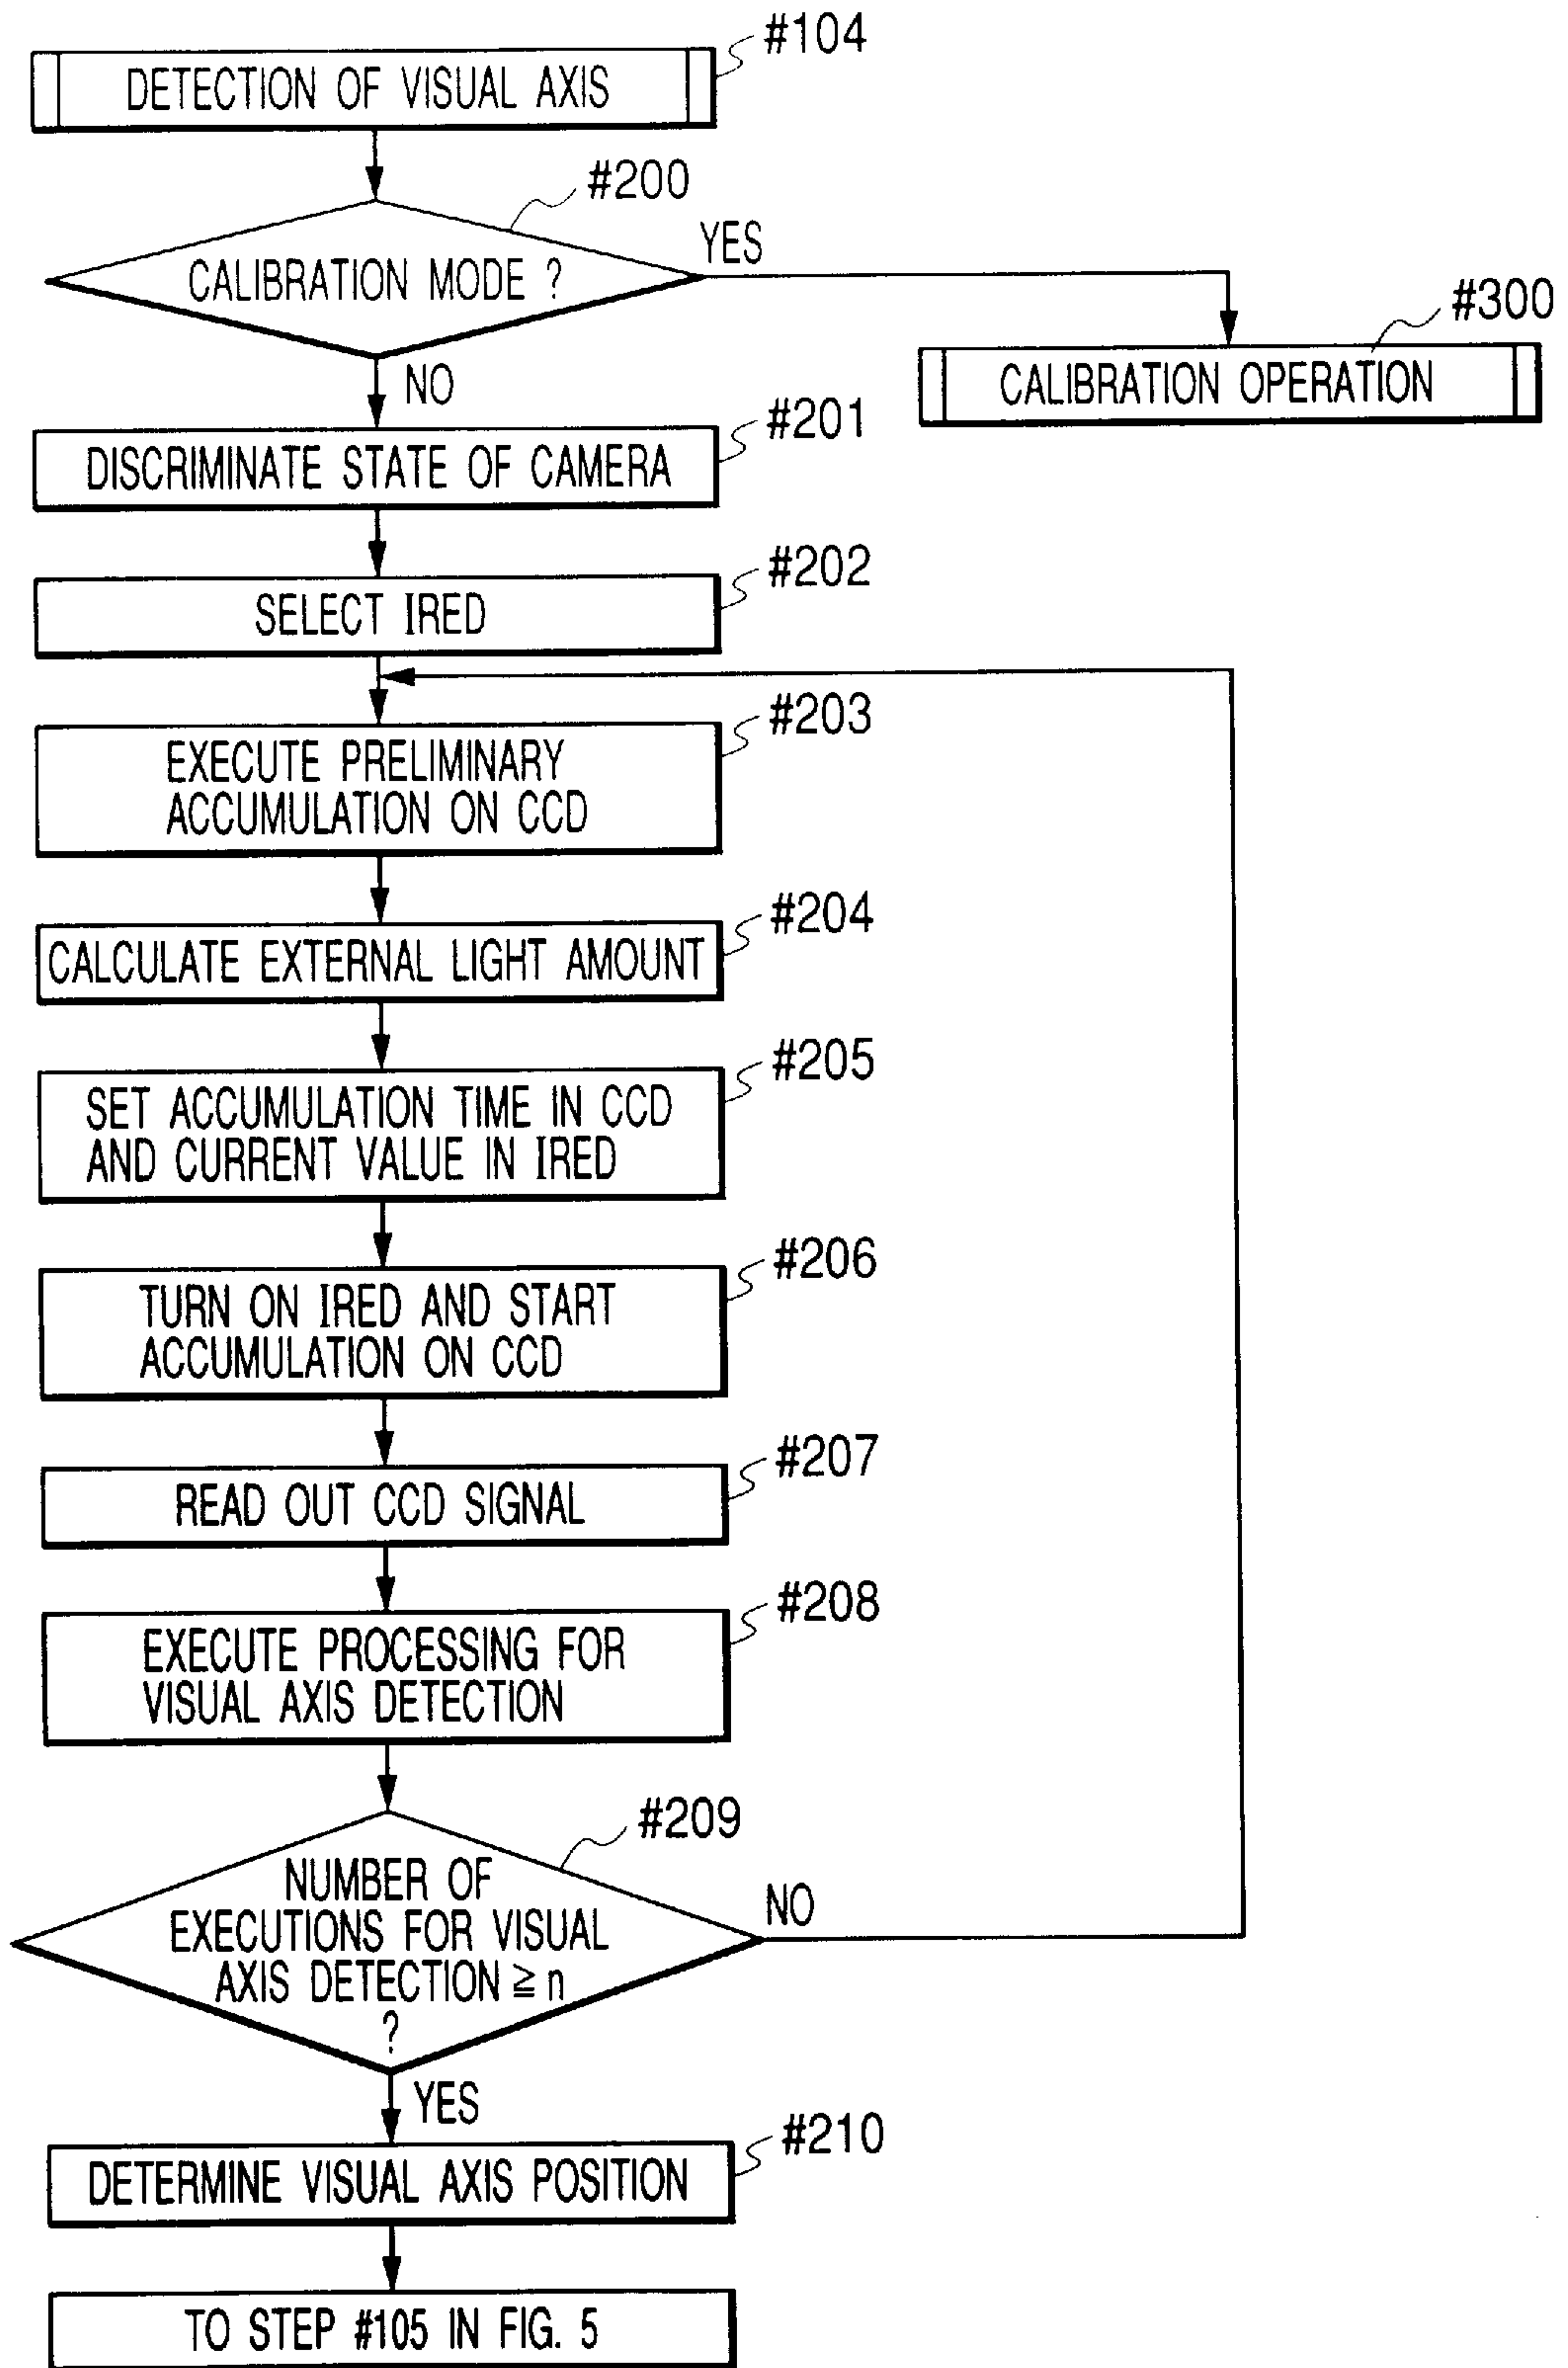 #104
DETECTION OF VISUAL AXIS
#200
CALIBRATION MODE ?
YES
#300
CALIBRATION OPERATION
NO
#201
DISCRIMINATE STATE OF CAMERA
#202
SELECT IRED
#203
EXECUTE PRELIMINARY
ACCUMULATION ON CCD
#204
CALCULATE EXTERNAL LIGHT AMOUNT
#205
SET ACCUMULATION TIME IN CCD
AND CURRENT VALUE IN IRED
#206
TURN ON IRED AND START
ACCUMULATION ON CCD
#207
READ OUT CCD SIGNAL
#208
EXECUTE PROCESSING FOR
VISUAL AXIS DETECTION
#209
NUMBER OF
EXECUTIONS FOR VISUAL
AXIS DETECTION ≧ n
?
NO
YES
#210
DETERMINE VISUAL AXIS POSITION
TO STEP #105 IN FIG. 5